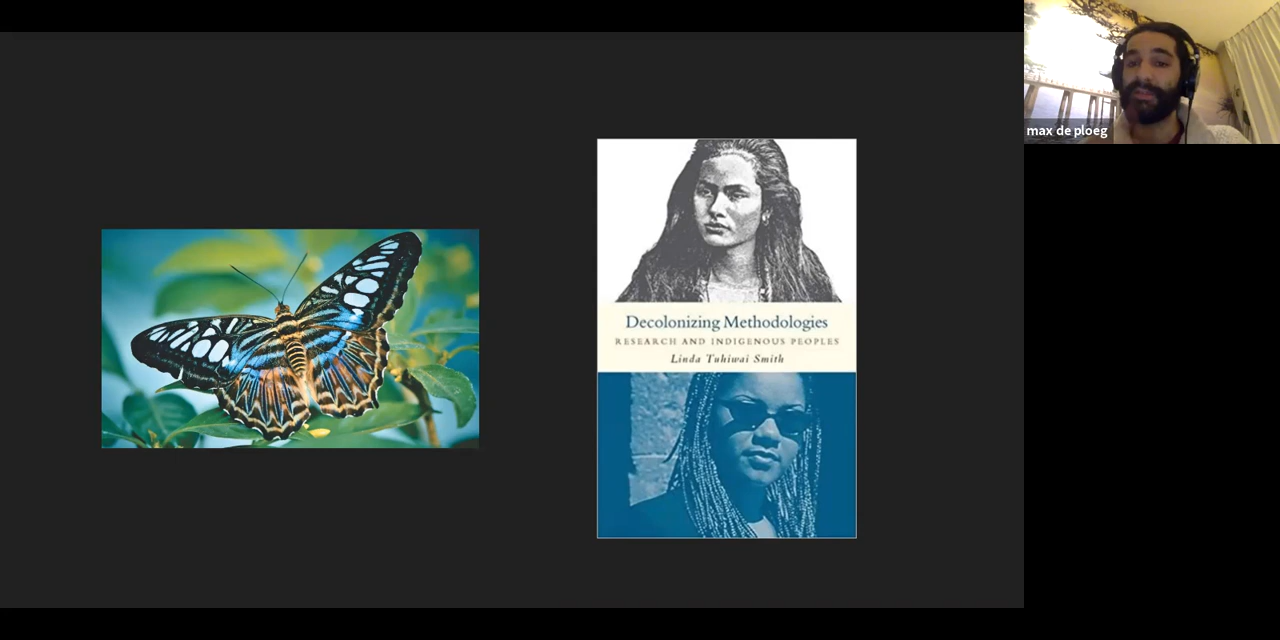 max de ploeg
Decolonizing Methodologies
RESEARCH AND INDIGENOUS PEOPLES
Linda Tuhiwai Smith